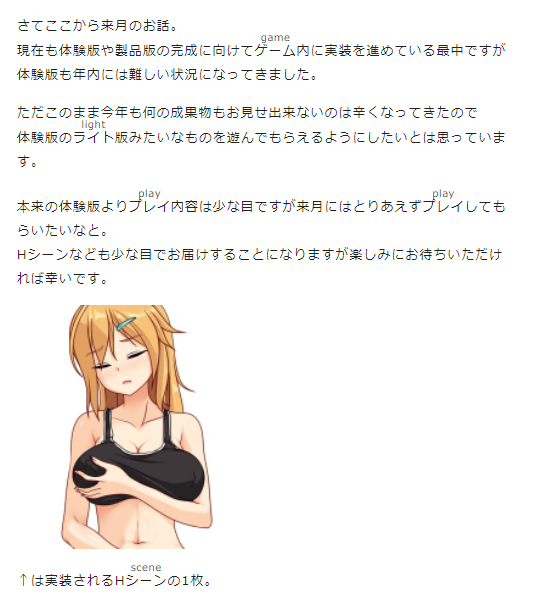 さてここから来月のお話。
game
現在も体験版や製品版の完成に向けてゲーム内に実装を進めている最中ですが
体験版も年内には難しい状況になってきました。
ただこのまま今年も何の成果物もお見せ出来ないのは辛くなってきたので
light
体験版のライト版みたいなものを遊んでもらえるようにしたいとは思っていま
す。
play play
本来の体験版よりプレイ内容は少な目ですが来月にはとりあえずプレイしても
らいたいなと。
Hシーンなども少な目でお届けすることになりますが楽しみにお待ちいただけ
れば幸いです。
scene
↑は実装されるHシーンの1枚。